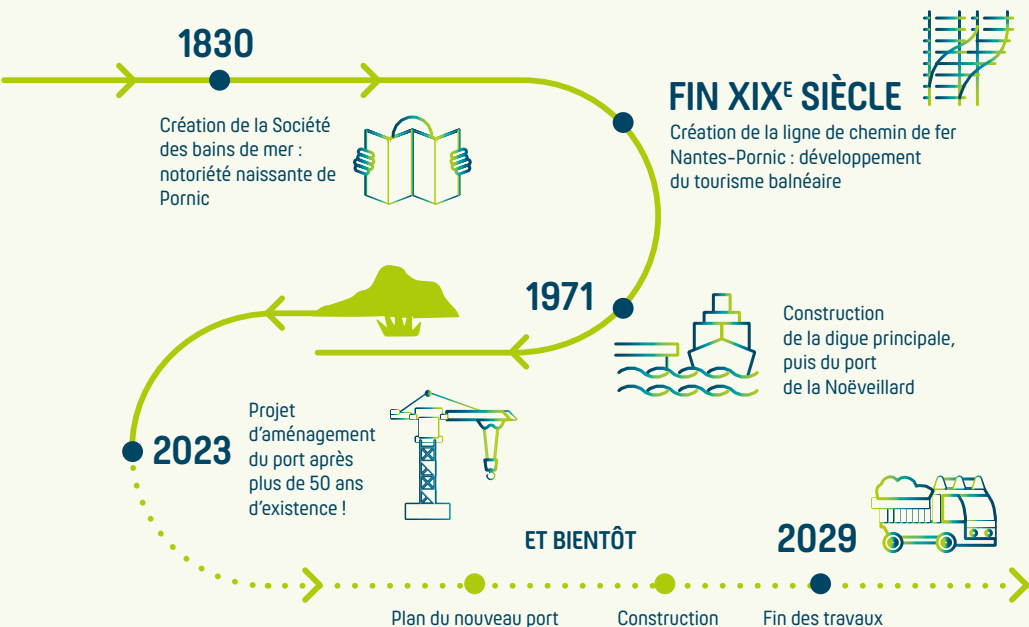 1830
Création de la Société
des bains de mer :
notoriété naissante de
Pornic
FIN XIXE SIÈCLE
Création de la ligne de chemin de fer
Nantes-Pornic : développement
du tourisme balnéaire
1971
Construction
de la digue principale,
puis du port
de la Noëveillard
2023
Projet
d'aménagement
du port après
plus de 50 ans
d'existence !
ET BIENTÔT
Plan du nouveau port
Construction
2029
Fin des travaux